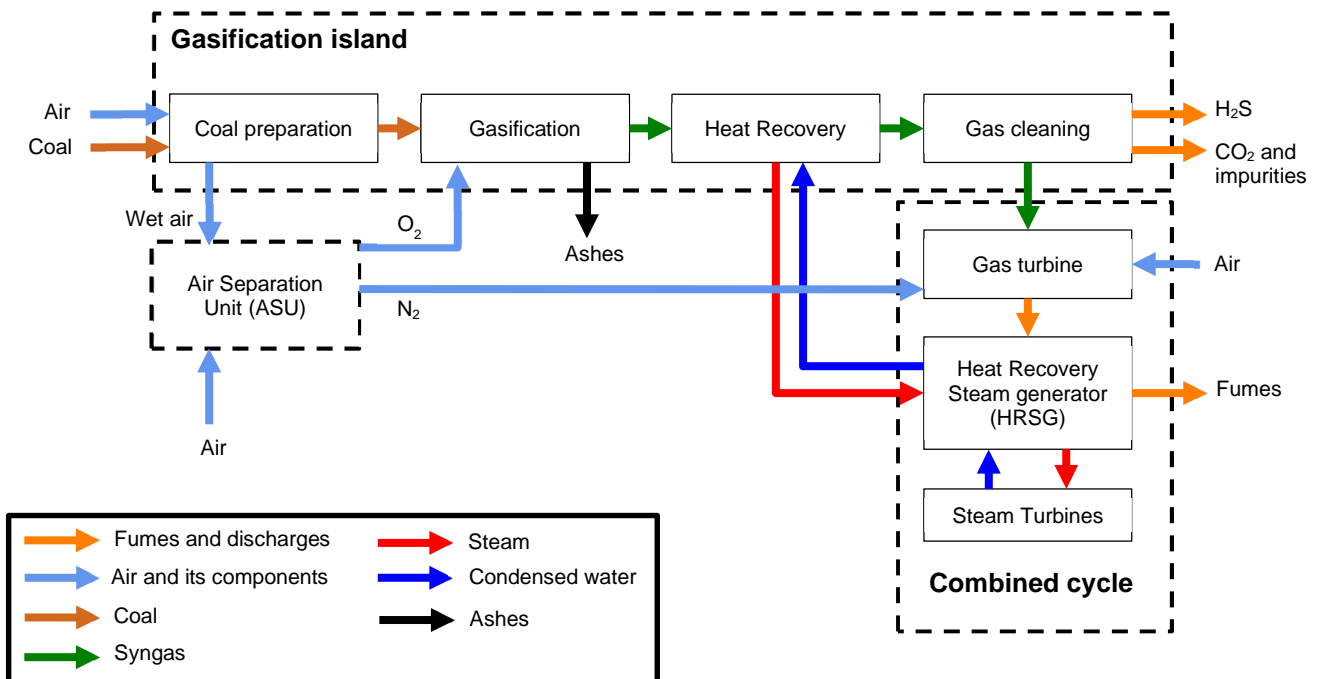 Gasification island
Air
Coal
Coal preparation
Gasification
Heat Recovery
Gas cleaning
H₂S
CO₂ and
impurities
Wet air
O₂
Ashes
Air Separation
Unit (ASU)
N₂
Gas turbine
Air
Heat Recovery
Steam generator
(HRSG)
Fumes
Air
Steam Turbines
Combined cycle
Fumes and discharges
Air and its components
Coal
Syngas
Steam
Condensed water
Ashes